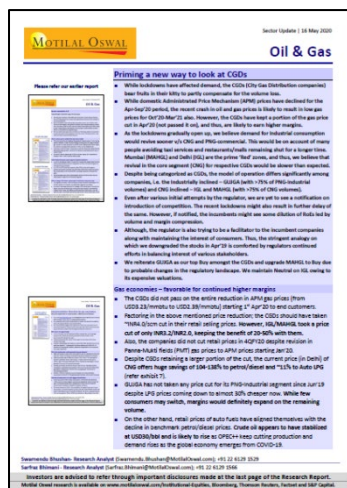 Sector Update | 16 May 2020
MOTILAL OSWAL
Oil & Gas
Please refer our earlier report
Priming a new way to look at CGDs
While lockdowns have affected demand, the CGDs (City Gas Distribution companies)
bear fruits in their kitty to partly compensate for the volume loss.
While domestic Administrated Price Mechanism (APM) prices have declined for the
Apr-Sep'20 period, the recent crash in oil and gas prices is likely to result in low gas
prices for Oct'20-Mar'21 also. However, the CGDs have kept a portion of the gas price
cut in Apr'20 (not passed it on), and thus, are likely to earn higher margins.
As the lockdowns gradually open up, we believe demand for industrial consumption
would revive sooner v/s CNG and PNG-commercial. This would be on account of many
people avoiding taxi services and restaurants/malls remaining shut for a longer time.
Mumbai (MAHGL) and Delhi (IGL) are the prime 'Red' zones, and thus, we believe that
revival in the segment (CNG) for respective CGDs would be slower than expected.
Despite being categorized as CGDs, the model of operation differs significantly among
companies, i.e. the industrially inclined – GUJGA (with >75% of PNG-industrial
volumes) and CNG inclined – IGL and MAHGL (with >75% of CNG volumes).
Even after various initial attempts by the regulator, we are yet to see a notification on
introduction of competition. The recent lockdowns might also result in further delay of
the same. However, if notified, the incumbents might see some dilution of RoEs led by
volume and margin compression.
Although, the regulator is also trying to be a facilitator to the incumbent companies
along with maintaining the interest of consumers. Thus, the stringent analogy on
which we downgraded the stocks in Apr'19 is comforted by regulators continued
efforts in balancing interest of various stakeholders.
We reiterate GUJGA as our top Buy amongst the CGDs and upgrade MAHGL to Buy due
to probable changes in the regulatory landscape. We maintain Neutral on IGL owing to
its expensive valuations.
Gas economies – favorable for continued higher margins
The CGDs did not pass on the entire reduction in APM gas prices (from
USD3.23/mmbtu to USD2.39/mmbtu) starting 1st Apr'20 to end customers.
Factoring in the above mentioned price reduction; the CGDs should have taken
~INR4.0/scm cut in their retail selling prices. However, IGL/MAHGL took a price
cut of only INR3.2/INR2.0, keeping the benefit of 20-50% with them.
Also, the companies did not cut retail prices in 4QFY20 despite revision in
Panna-Mukti fields (PMT) gas prices to APM prices starting Jan'20.
Despite CGDs retaining a larger portion of the cut, the current price (in Delhi) of
CNG offers huge savings of 104-138% to petrol/diesel and ~11% to Auto LPG
(refer exhibit 7).
GUJGA has not taken any price cut for its PNG-industrial segment since Jun'19
despite LPG prices coming down to almost 30% cheaper now. While few
consumers may switch, margins would definitely expand on the remaining
volume.
On the other hand, retail prices of auto fuels have aligned themselves with the
decline in benchmark petrol/diesel prices. Crude oil appears to have stabilised
at USD30/bbl and is likely to rise as OPEC++ keep cutting production and
demand rises as the global economy emerges from COVID-19.
Swarnendu Bhushan - Research Analyst (Swarnendu.Bhushan@MotilalOswal.com); +91 22 6129 1529
Sarfraz Bhimani - Research Analyst (Sarfraz.Bhimani@MotilalOswal.com); +91 22 6129 1566
Investors are advised to refer through important disclosures made at the last page of the Research Report.
Motilal Oswal research is available on www.motilaloswal.com/Institutional-Equities, Bloomberg, Thomson Reuters, Factset and S&P Capital.